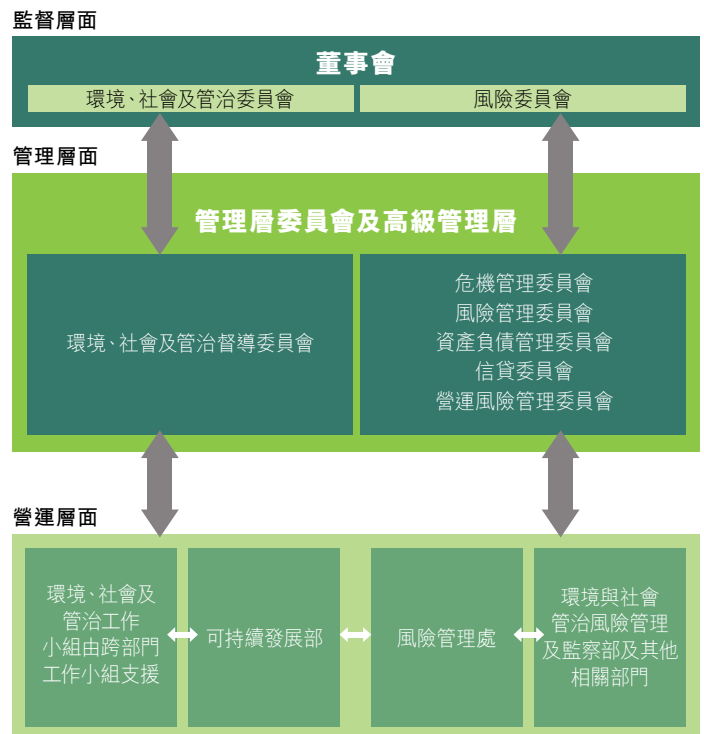 監督層面
董事會
環境、社會及管治委員會
風險委員會
管理層面
管理層委員會及高級管理層
環境、社會及管治督導委員會
危機管理委員會
風險管理委員會
資產負債管理委員會
信貸委員會
營運風險管理委員會
營運層面
環境、社會及
管治工作
小組由跨部門
工作小組支援
可持續發展部
風險管理處
環境與社會
管治風險管理
及監察部及其他
相關部門